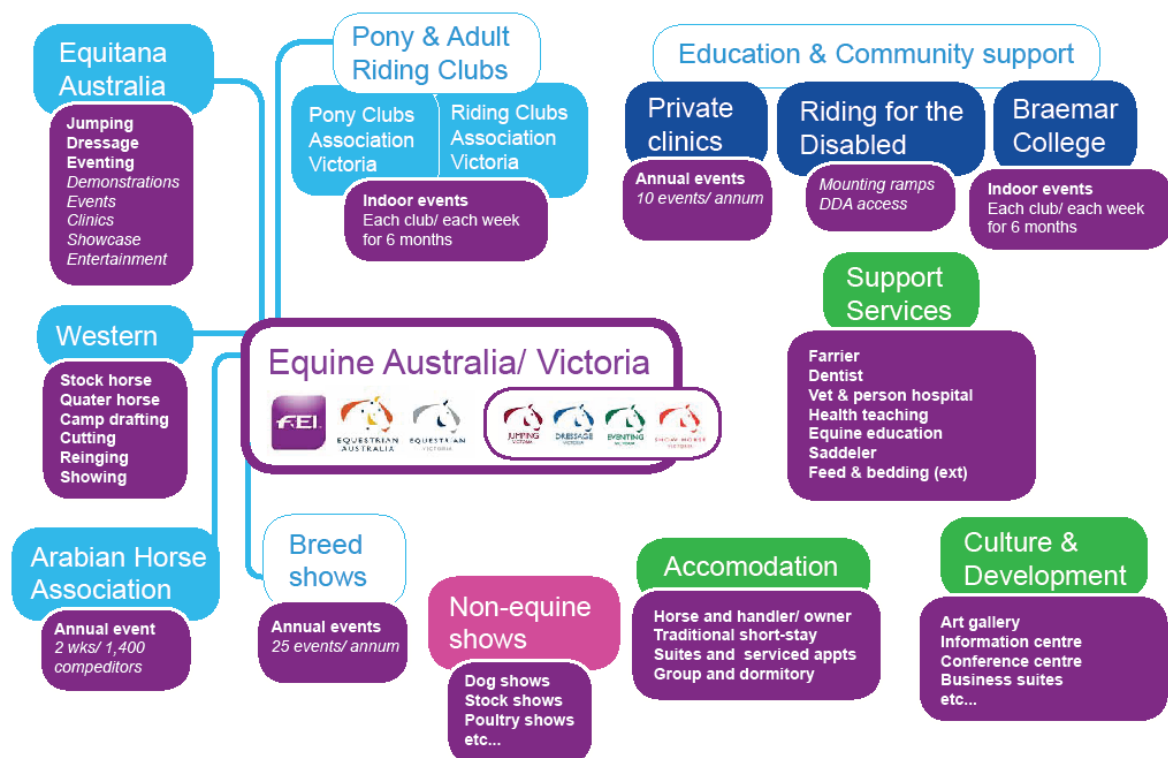 Equitana
Australia
Jumping
Dressage
Eventing
Demonstrations
Events
Clinics
Showcase
Entertainment
Pony & Adult
Riding Clubs
Pony Clubs
Association
Victoria
Riding Clubs
Association
Victoria
Indoor events
Each club/ each week
for 6 months
Education & Community support
Private
clinics
Annual events
10 events/ annum
Riding for the
Disabled
Mounting ramps
DDA access
Braemar
College
Indoor events
Each club/ each week
for 6 months
Western
Stock horse
Quater horse
Camp drafting
Cutting
Reinging
Showing
Equine Australia/ Victoria
FEI
EQUESTRIAN
AUSTRALIA
EQUESTRIAN
VICTORIA
JUMPING
VICTORIA
DRESSAGE
VICTORIA
EVENTING
VICTORIA
SHOW HORSE
VICTORIA
Support
Services
Farrier
Dentist
Vet & person hospital
Health teaching
Equine education
Saddeler
Feed & bedding (ext)
Arabian Horse
Association
Annual event
2 wks/ 1,400
compeditors
Breed
shows
Annual events
25 events/ annum
Non-equine
shows
Dog shows
Stock shows
Poultry shows
etc...
Accomodation
Horse and handler/ owner
Traditional short-stay
Suites and serviced appts
Group and dormitory
Culture &
Development
Art gallery
Information centre
Conference centre
Business suites
etc...